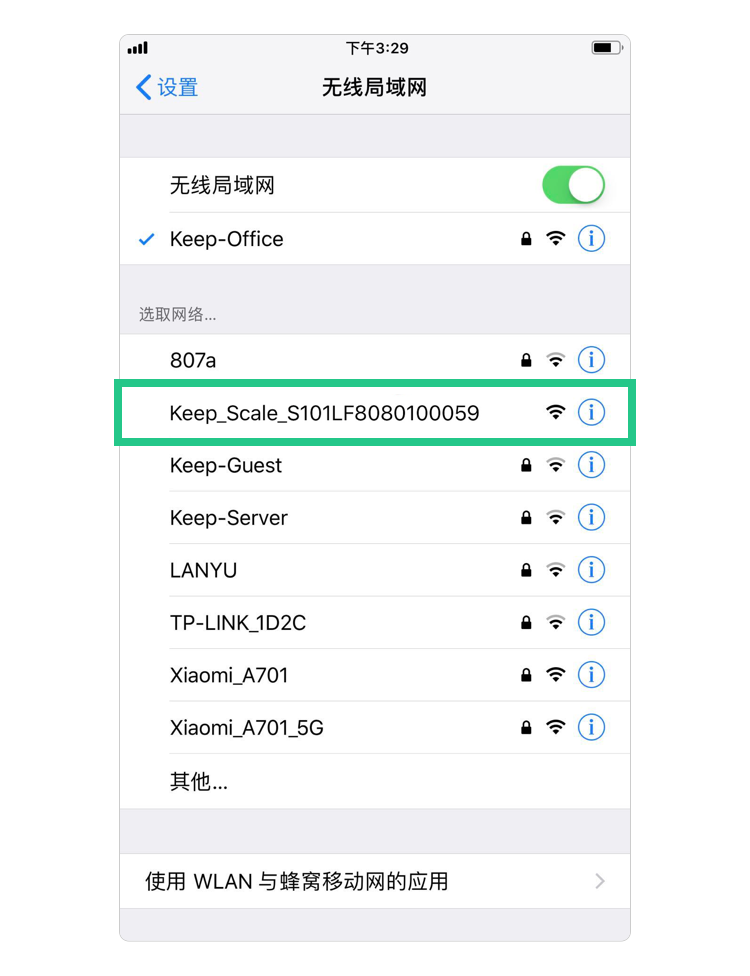 下午3:29
设置
无线局域网
无线局域网
Keep-Office
选取网络...
807a
Keep_Scale_S101LF8080100059
Keep-Guest
Keep-Server
LANYU
TP-LINK_1D2C
Xiaomi_A701
Xiaomi_A701_5G
其他...
使用 WLAN 与蜂窝移动网的应用